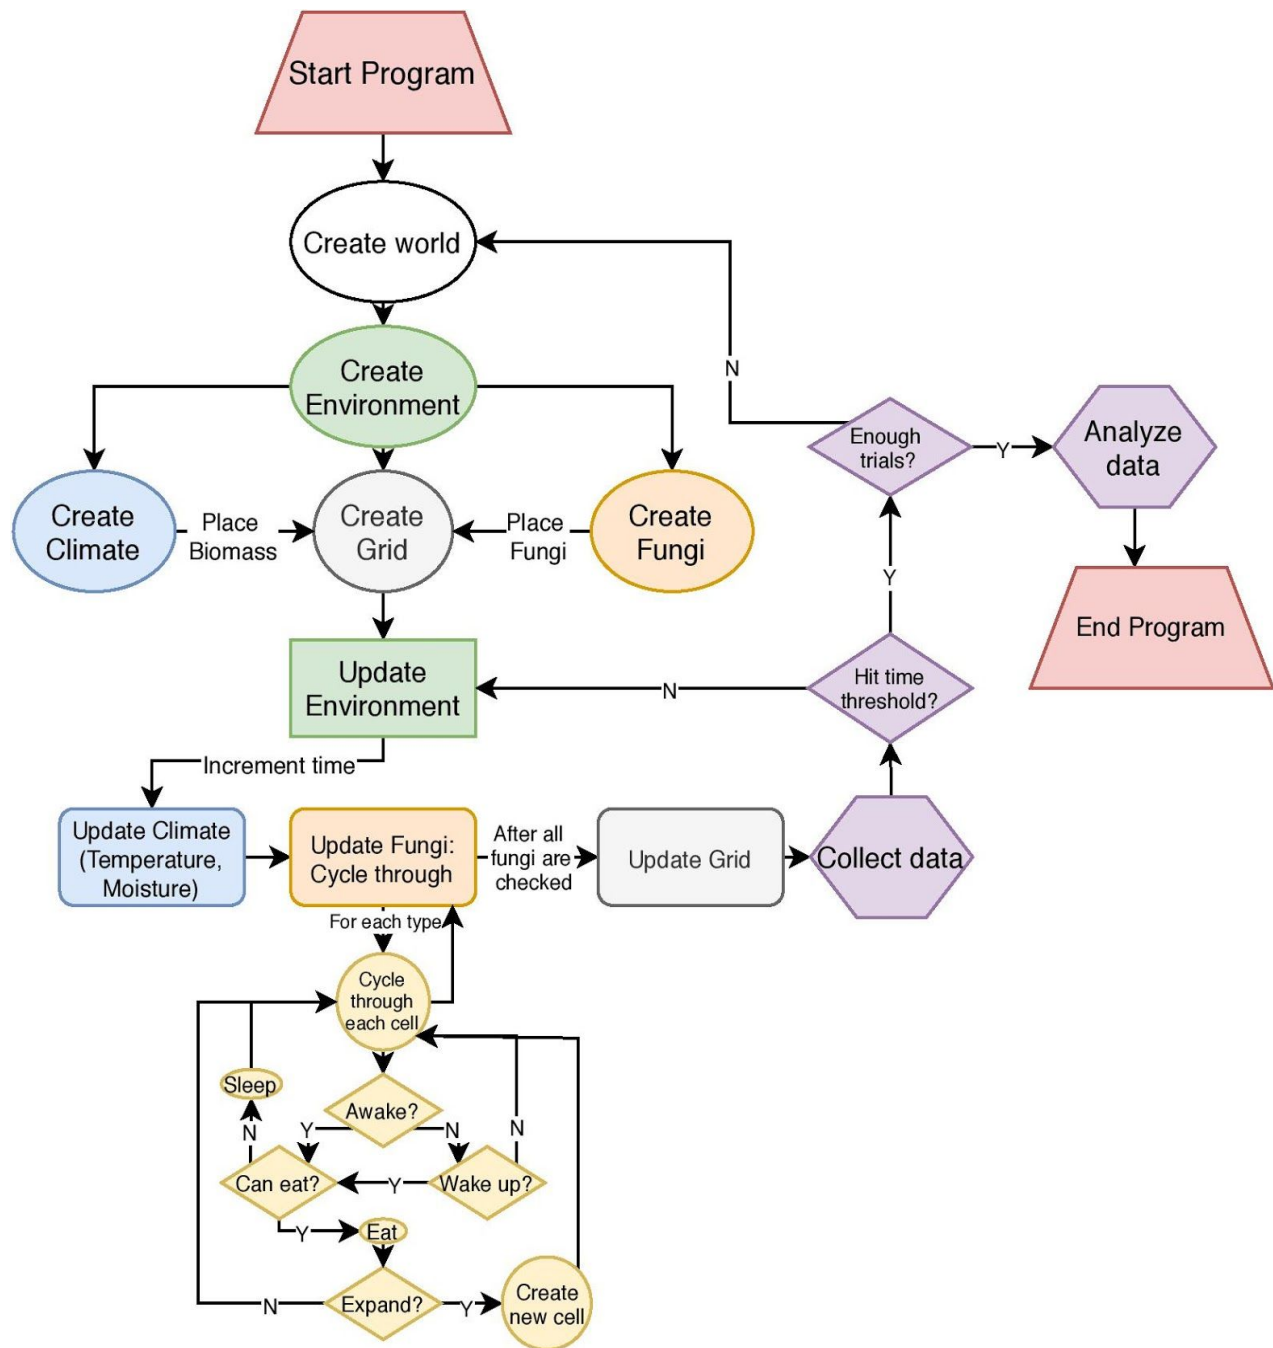 Start Program
Create world
Create
Environment
N
Enough
trials?
Y
Analyze
data
Create
Climate
Place
Biomass
Create
Grid
Place
Fungi
Create
Fungi
Y
End Program
Update
Environment
N
Hit time
threshold?
Increment time
Update Climate
(Temperature,
Moisture)
Update Fungi:
Cycle through
After all
fungi are
checked
Update Grid
Collect data
For each type
Cycle
through
each cell
Sleep
Awake?
Y
N
N
N
Can eat?
Y
Wake up?
Y
Eat
N
Expand?
Y
Create
new cell